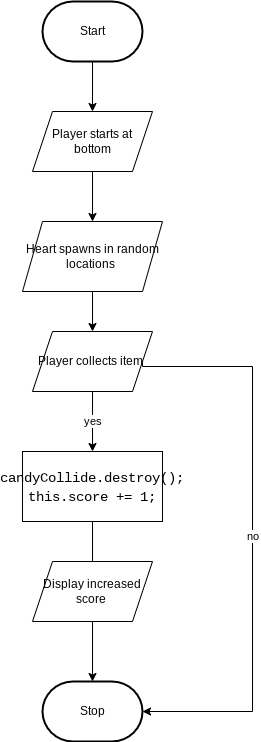 Start
Player starts at
bottom
Heart spawns in random
locations
Player collects item
yes
candyCollide.destroy();
this.score += 1;
no
Display increased
score
Stop